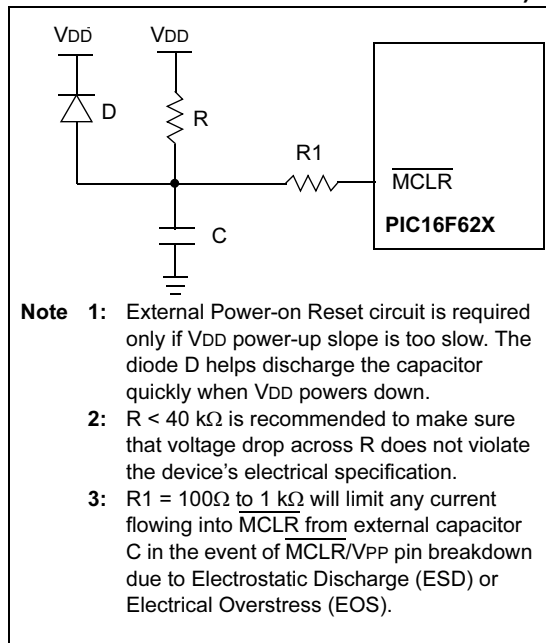 VDD VDD
D
R
R1
MCLR
PIC16F62X
C
Note 1: External Power-on Reset circuit is required
only if VDD power-up slope is too slow. The
diode D helps discharge the capacitor
quickly when VDD powers down.
2: R < 40 kΩ is recommended to make sure
that voltage drop across R does not violate
the device's electrical specification.
3: R1 = 100Ω to 1 kΩ will limit any current
flowing into MCLR from external capacitor
C in the event of MCLR/VPP pin breakdown
due to Electrostatic Discharge (ESD) or
Electrical Overstress (EOS).